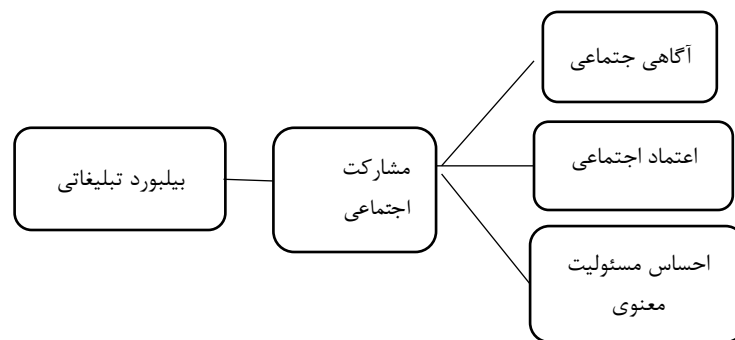 آگاهی جتماعی
اعتماد اجتماعی
احساس مسئولیت
معنوی
مشارکت
اجتماعی
بیلبورد تبلیغاتی